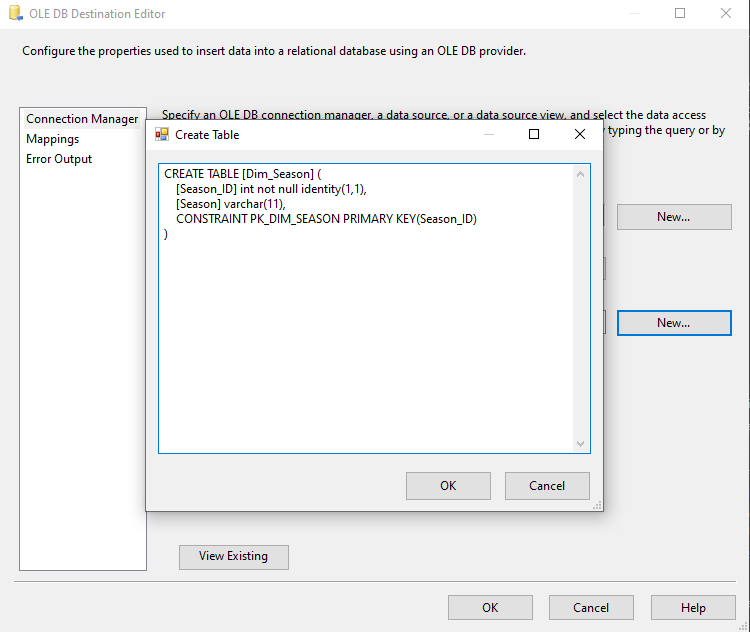 OLE DB Destination Editor
Configure the properties used to insert data into a relational database using an OLE DB provider.
Connection Manager
Mappings
Error Output
Specify an OLE DB connection manager, a data source, or a data source view, and select the data access
typing the query or by
Create Table
CREATE TABLE [Dim_Season] (
[Season_ID] int not null identity(1,1),
[Season] varchar(11),
CONSTRAINT PK_DIM_SEASON PRIMARY KEY(Season_ID)
)
New...
New...
OK
Cancel
View Existing
OK
Cancel
Help